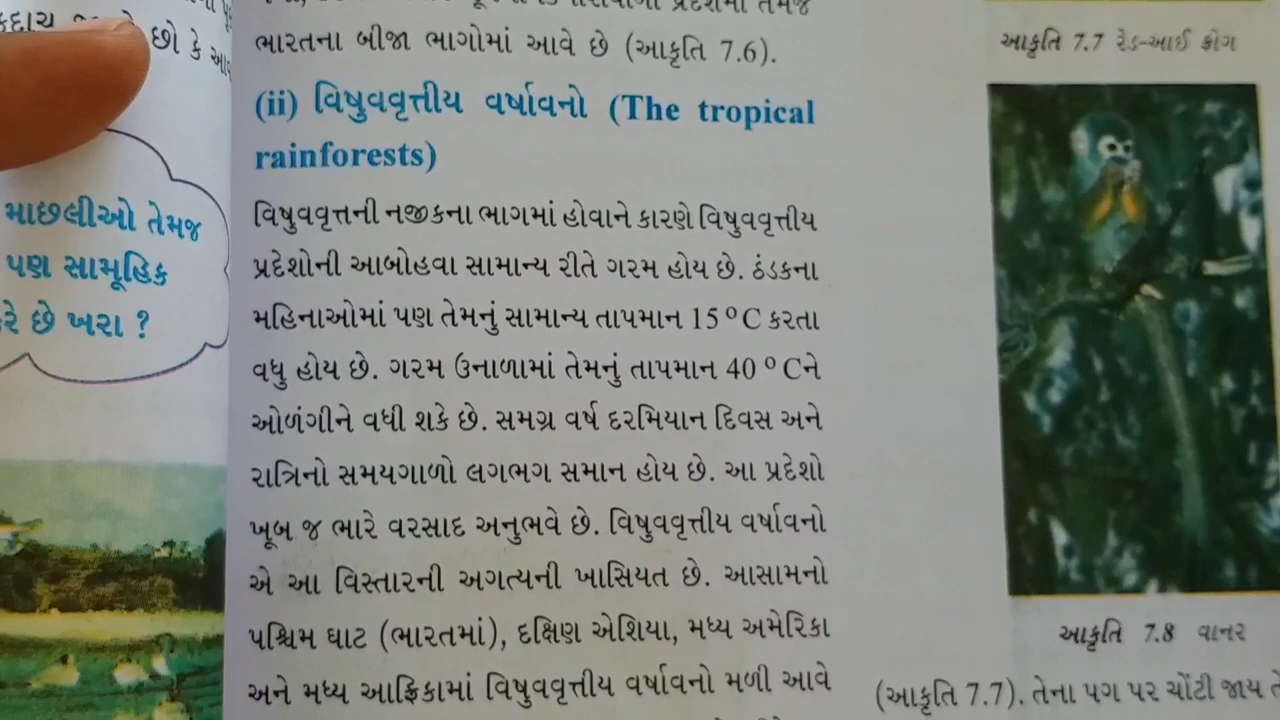 છો કે
માછલીઓ તેમજ
પણ સામૂહિક
છે ખરા ?
ભારતના બીજા ભાગોમાં આવે છે (આકૃતિ 7.6).
(ii) વિષુવવૃત્તીય વર્ષાવનો (The tropical
rainforests)
વિષુવવૃત્તની નજીકના ભાગમાં હોવાને કારણે વિષુવવૃત્તીય
પ્રદેશોની આબોહવા સામાન્ય રીતે ગરમ હોય છે. ઠંડકના
મહિનાઓમાં પણ તેમનું સામાન્ય તાપમાન 15°C કરતા
વધુ હોય છે. ગરમ ઉનાળામાં તેમનું તાપમાન 40 °Cને
ઓળંગીને વધી શકે છે. સમગ્ર વર્ષ દરમિયાન દિવસ અને
રાત્રિનો સમયગાળો લગભગ સમાન હોય છે. આ પ્રદેશો
ખૂબ જ ભારે વરસાદ અનુભવે છે. વિષુવવૃત્તીય વર્ષાવનો
એ આ વિસ્તારની અગત્યની ખાસિયત છે. આસામનો
પશ્ચિમ ઘાટ (ભારતમાં), દક્ષિણ એશિયા, મધ્ય અમેરિકા
અને મધ્ય આફ્રિકામાં વિષુવવૃત્તીય વર્ષાવનો મળી આવે
આકૃતિ 7.7 રેડ-આઈ ફ્રોગ
આકૃતિ 7.8 વાનર
(આકૃતિ 7.7). તેના પગ પર ચોંટી જાય